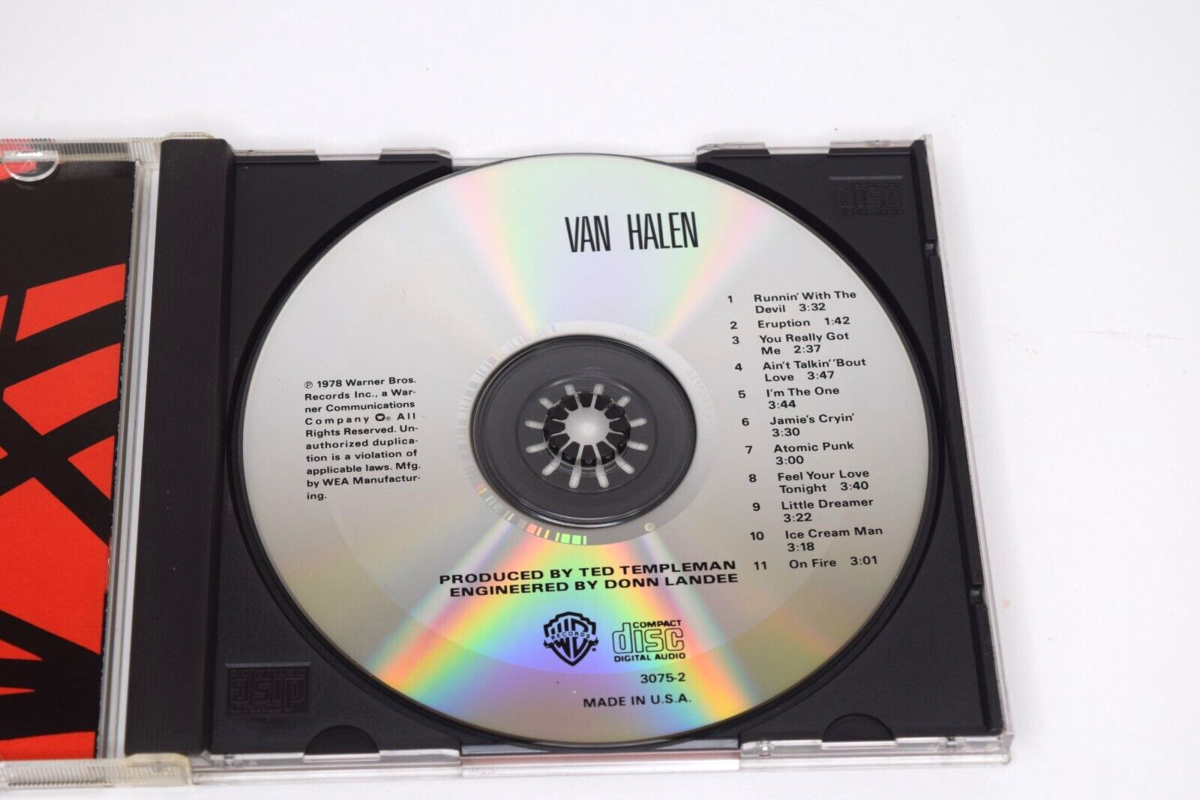 VAN HALEN
1 Runnin' With The
Devil 3:32
2 Eruption 1:42
3 You Really Got
Me 2:37
4 Ain't Talkin' 'Bout
Love 3:47
5 I'm The One
3:44
6 Jamie's Cryin'
3:30
7 Atomic Punk
3:00
8 Feel Your Love
Tonight 3:40
9 Little Dreamer
3:22
10 Ice Cream Man
3:18
11 On Fire 3:01
℗ 1978 Warner Bros.
Records Inc., a War-
ner Communications
Company ®. All
Rights Reserved. Un-
authorized duplica-
tion is a violation of
applicable laws. Mfg.
by WEA Manufactur-
ing.
PRODUCED BY TED TEMPLEMAN
ENGINEERED BY DONN LANDEE
WB
RECORDS
COMPACT
disc
DIGITAL AUDIO
3075-2
MADE IN U.S.A.
disc
disc